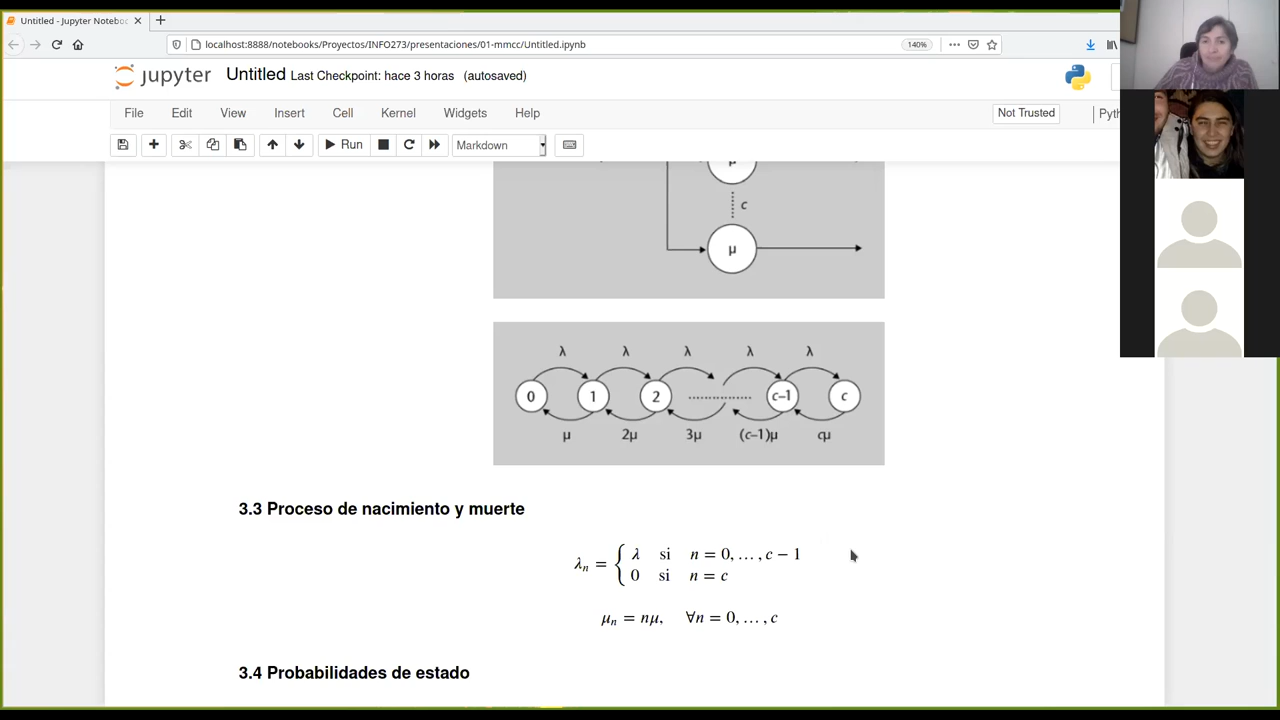 Untitled - Jupyter Noteboo
localhost:8888/notebooks/Proyectos/INFO273/presentaciones/01-mmcc/Untitled.ipynb
140%
jupyter Untitled Last Checkpoint: hace 3 horas (autosaved)
File Edit View Insert Cell Kernel Widgets Help
Not Trusted
Pyth
Run
Markdown
μ
c
μ
λ λ λ λ λ
0 1 2 c–1 c
μ 2μ 3μ (c–1)μ cμ
3.3 Proceso de nacimiento y muerte
λn = { λ si n = 0, … , c − 1
0 si n = c
μn = nμ, ∀n = 0, … , c
3.4 Probabilidades de estado